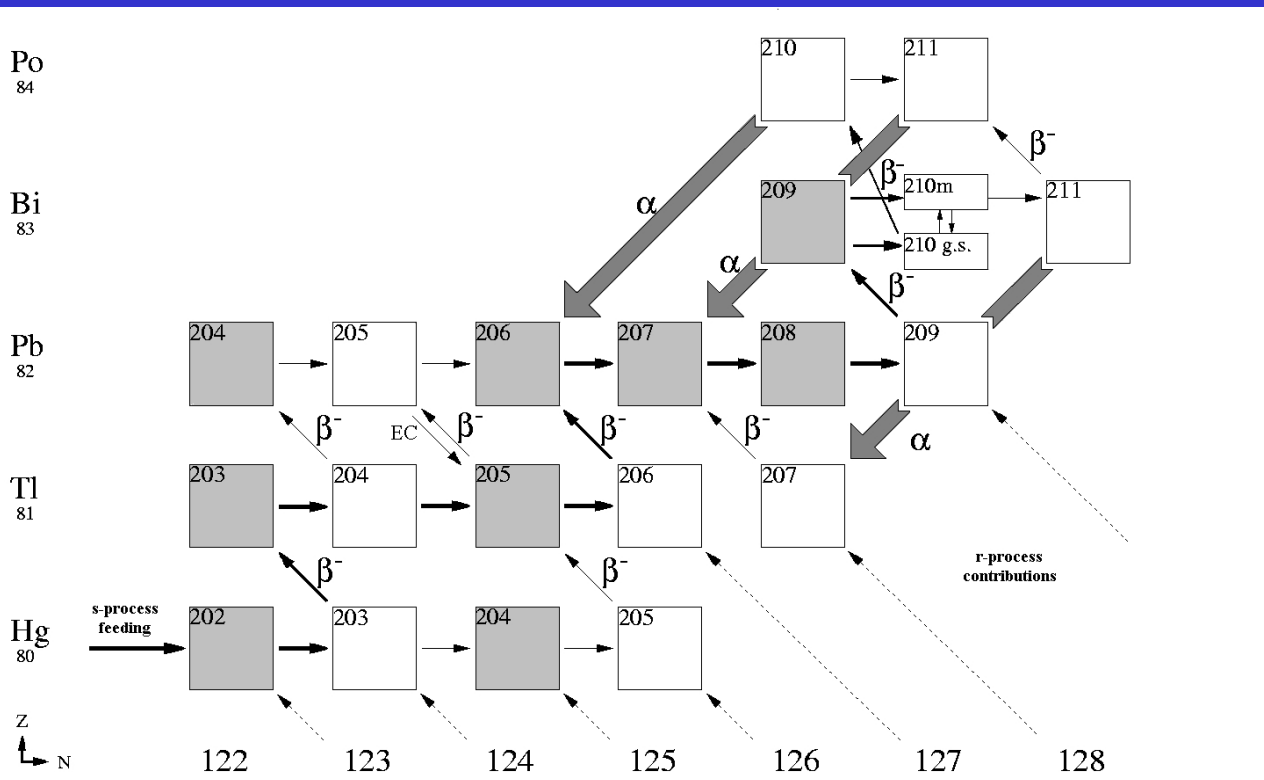 Po
84
210
211
β⁻
Bi
83
209
β⁻
210m
211
α
210 g.s.
α
β⁻
Pb
82
204
205
206
207
208
209
β⁻
EC
β⁻
β⁻
β⁻
α
Tl
81
203
204
205
206
207
β⁻
β⁻
r-process
contributions
s-process
feeding
Hg
80
202
203
204
205
Z
N
122
123
124
125
126
127
128